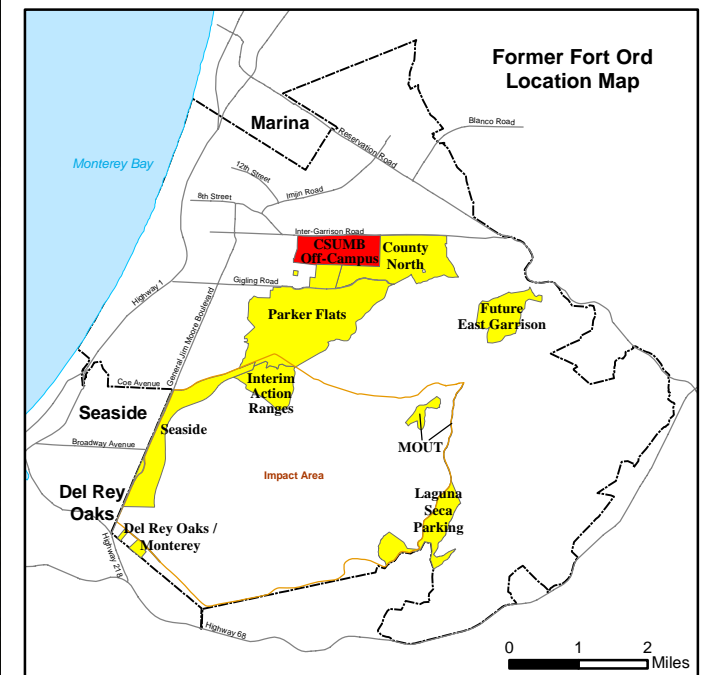 Former Fort Ord
Location Map
Marina
Blanco Road
Reservation Road
Monterey Bay
12th Street
Imjin Road
8th Street
Inter-Garrison Road
CSUMB
Off-Campus
County
North
Gigling Road
Highway 1
General Jim Moore Boulevard
Parker Flats
Future
East Garrison
Coe Avenue
Interim
Action
Ranges
Seaside
Seaside
Broadway Avenue
MOUT
Impact Area
Del Rey
Oaks
Laguna
Seca
Parking
Del Rey Oaks /
Monterey
Highway 218
Highway 68
0 1 2
Miles